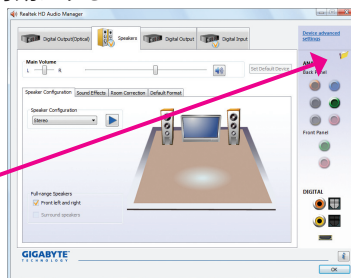 Realtek HD Audio Manager
Digital Output(Optical)
Speakers
Digital Output
Digital Input
Device advanced
settings
Main Volume
L
R
Set Default Device
Speaker Configuration
Sound Effects
Room Correction
Default Format
Speaker Configuration
Stereo
Full-range Speakers
Front left and right
Surround speakers
ANALOG
Back Panel
Front Panel
DIGITAL
GIGABYTE
TECHNOLOGY
OK